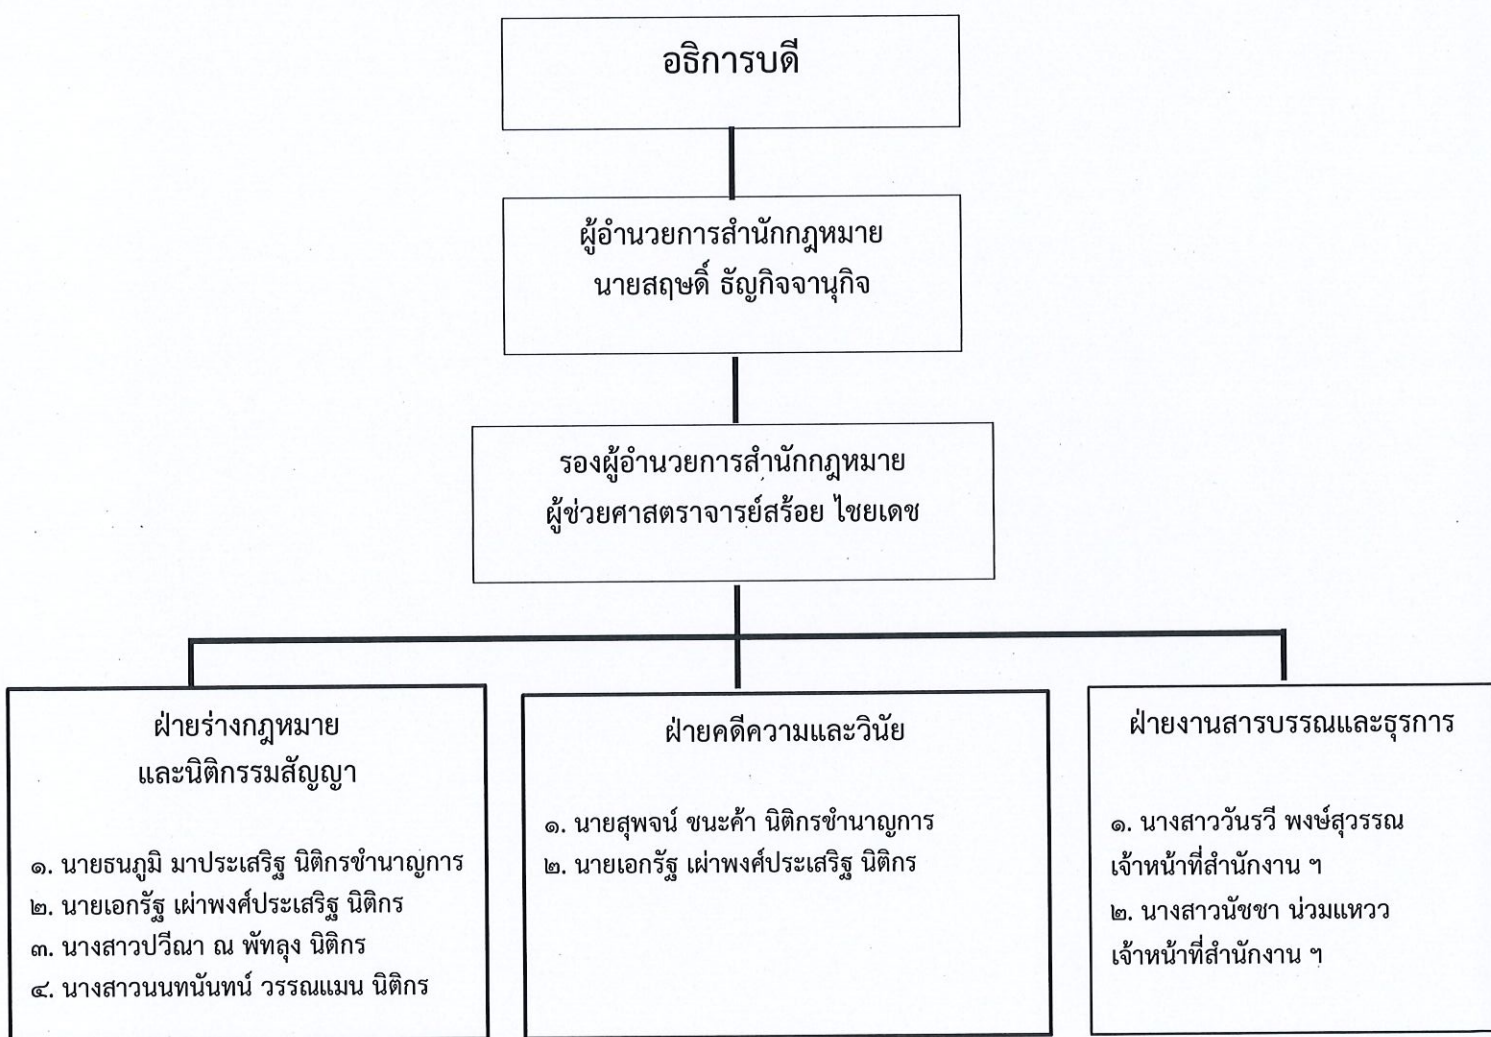 อธิการบดี
ผู้อำนวยการสำนักกฎหมาย
นายสฤษดิ์ ธัญกิจจานุกิจ
รองผู้อำนวยการสำนักกฎหมาย
ผู้ช่วยศาสตราจารย์สร้อย ไชยเดช
ฝ่ายร่างกฎหมาย
และนิติกรรมสัญญา
๑. นายธนภูมิ มาประเสริฐ นิติกรชำนาญการ
๒. นายเอกรัฐ เผ่าพงศ์ประเสริฐ นิติกร
๓. นางสาวปวีณา ณ พัทลุง นิติกร
๔. นางสาวนนทนันทน์ วรรณแมน นิติกร
ฝ่ายคดีความและวินัย
๑. นายสุพจน์ ชนะค้า นิติกรชำนาญการ
๒. นายเอกรัฐ เผ่าพงศ์ประเสริฐ นิติกร
ฝ่ายงานสารบรรณและธุรการ
๑. นางสาววันรวี พงษ์สุวรรณ
เจ้าหน้าที่สำนักงาน ฯ
๒. นางสาวนัชชา น่วมแหวว
เจ้าหน้าที่สำนักงาน ฯ